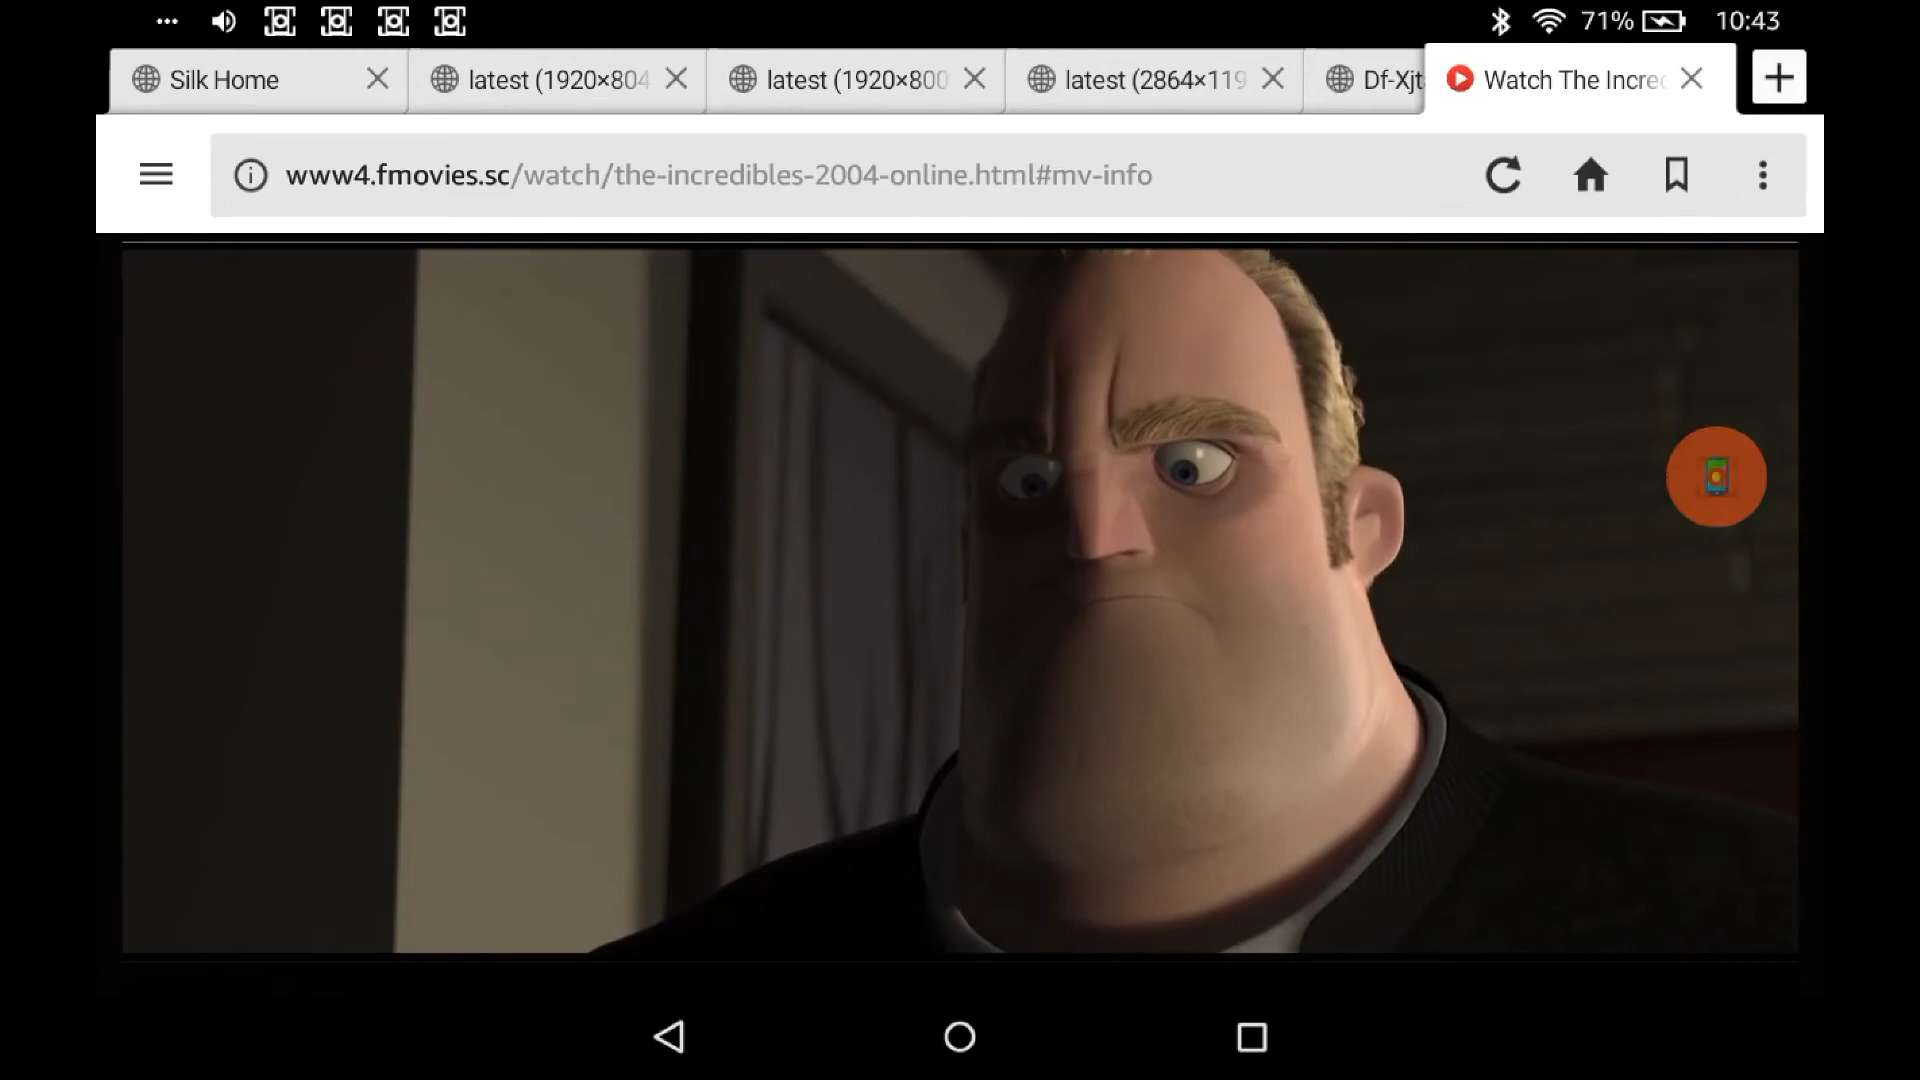 71% 10:43
Silk Home
latest (1920×804
latest (1920×800
latest (2864×119
Df-Xjt
Watch The Incre
www4.fmovies.sc/watch/the-incredibles-2004-online.html#mv-info